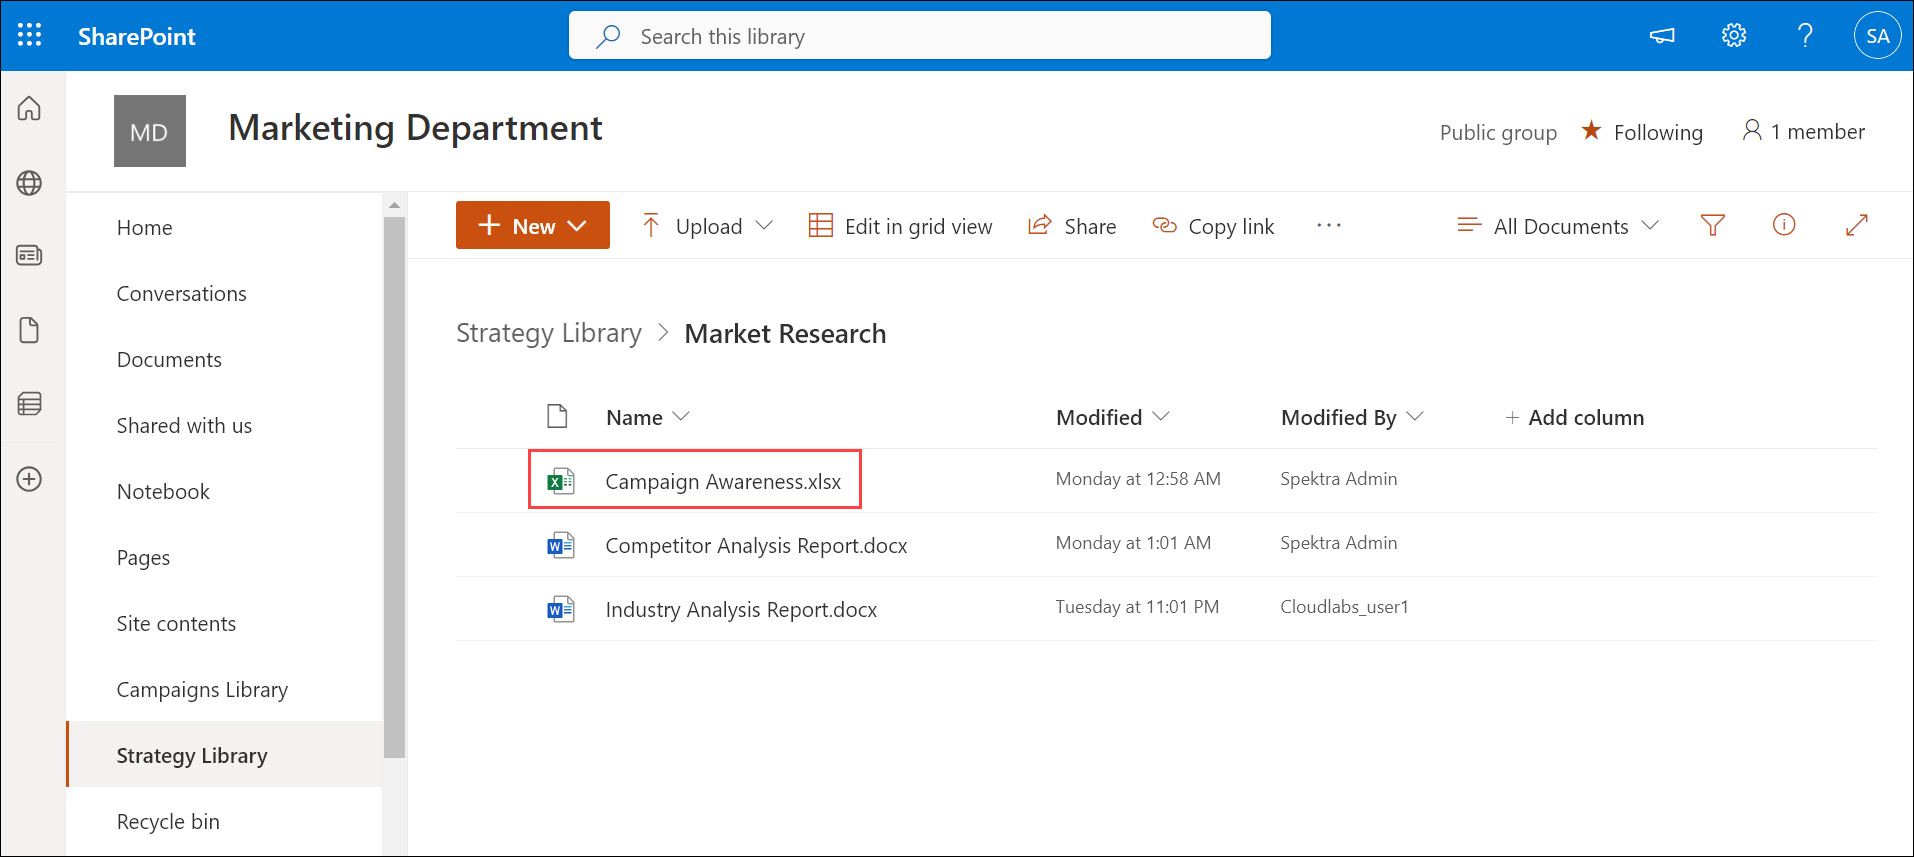 SharePoint
Search this library
SA
MD
Marketing Department
Public group
Following
1 member
Home
Conversations
Documents
Shared with us
Notebook
Pages
Site contents
Campaigns Library
Strategy Library
Recycle bin
New
Upload
Edit in grid view
Share
Copy link
All Documents
Strategy Library > Market Research
Name
Modified
Modified By
+ Add column
Campaign Awareness.xlsx
Monday at 12:58 AM
Spektra Admin
Competitor Analysis Report.docx
Monday at 1:01 AM
Spektra Admin
Industry Analysis Report.docx
Tuesday at 11:01 PM
Cloudlabs_user1